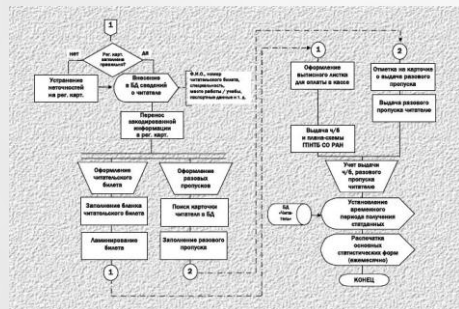 1
Рег. карт.
заполнена
правильно?
нет
да
Устранение
неточностей
на рег. карт.
Внесение
в БД сведений
о читателе
Ф.И.О., номер
читательского билета,
специальность,
место работы / учебы,
паспортные данные и т. д.
Перенос
закодированной
информации
в рег. карт.
Оформление
читательского
билета
Оформление
разовых
пропусков
Заполнение бланка
читательского билета
Поиск карточки
читателя в БД
Ламинирование
билета
Заполнение разового
пропуска
1
2
1
2
Оформление
выписного листка
для оплаты в кассе
Отметка на карточке
о выдаче разового
пропуска
Выдача разового
пропуска читателю
Выдача ч/б
и плана-схемы
ГПНТБ СО РАН
Учет выдачи
ч/б, разового
пропуска
читателю
БД
Установление
временного
периода получения
статданных
Распечатка
основных
статистических форм
(ежемесячно)
КОНЕЦ